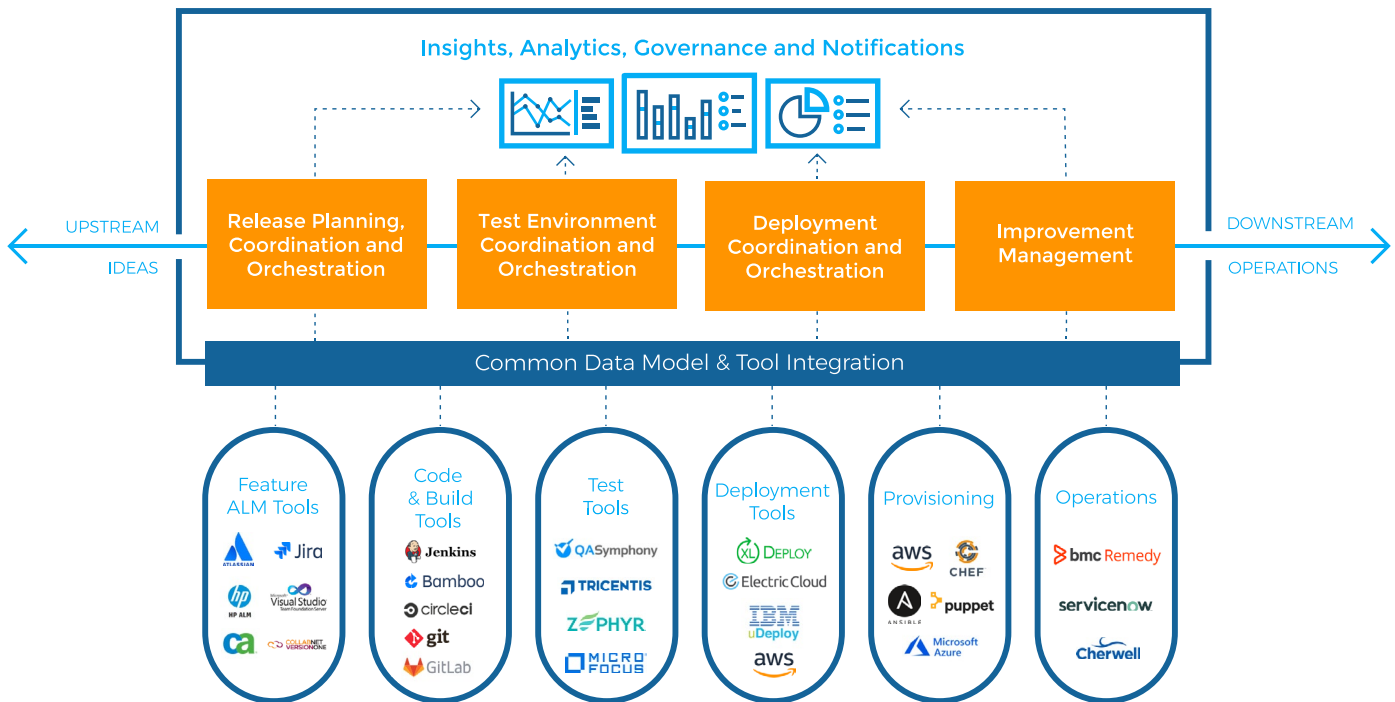 Insights, Analytics, Governance and Notifications
UPSTREAM
IDEAS
Release Planning,
Coordination and
Orchestration
Test Environment
Coordination and
Orchestration
Deployment
Coordination and
Orchestration
Improvement
Management
DOWNSTREAM
OPERATIONS
Common Data Model & Tool Integration
Feature
ALM Tools
ATLASSIAN
Jira
hp
HP ALM
Microsoft
Visual Studio
Team Foundation Server
ca
COLLABNET
VERSIONONE
Code
& Build
Tools
Jenkins
Bamboo
circleci
git
GitLab
Test
Tools
QASymphony
TRICENTIS
ZEPHYR
MICRO
FOCUS
Deployment
Tools
XL DEPLOY
Electric Cloud
IBM
uDeploy
aws
Provisioning
aws
CHEF
A
ANSIBLE
puppet
Microsoft
Azure
Operations
bmc Remedy
servicenow
Cherwell